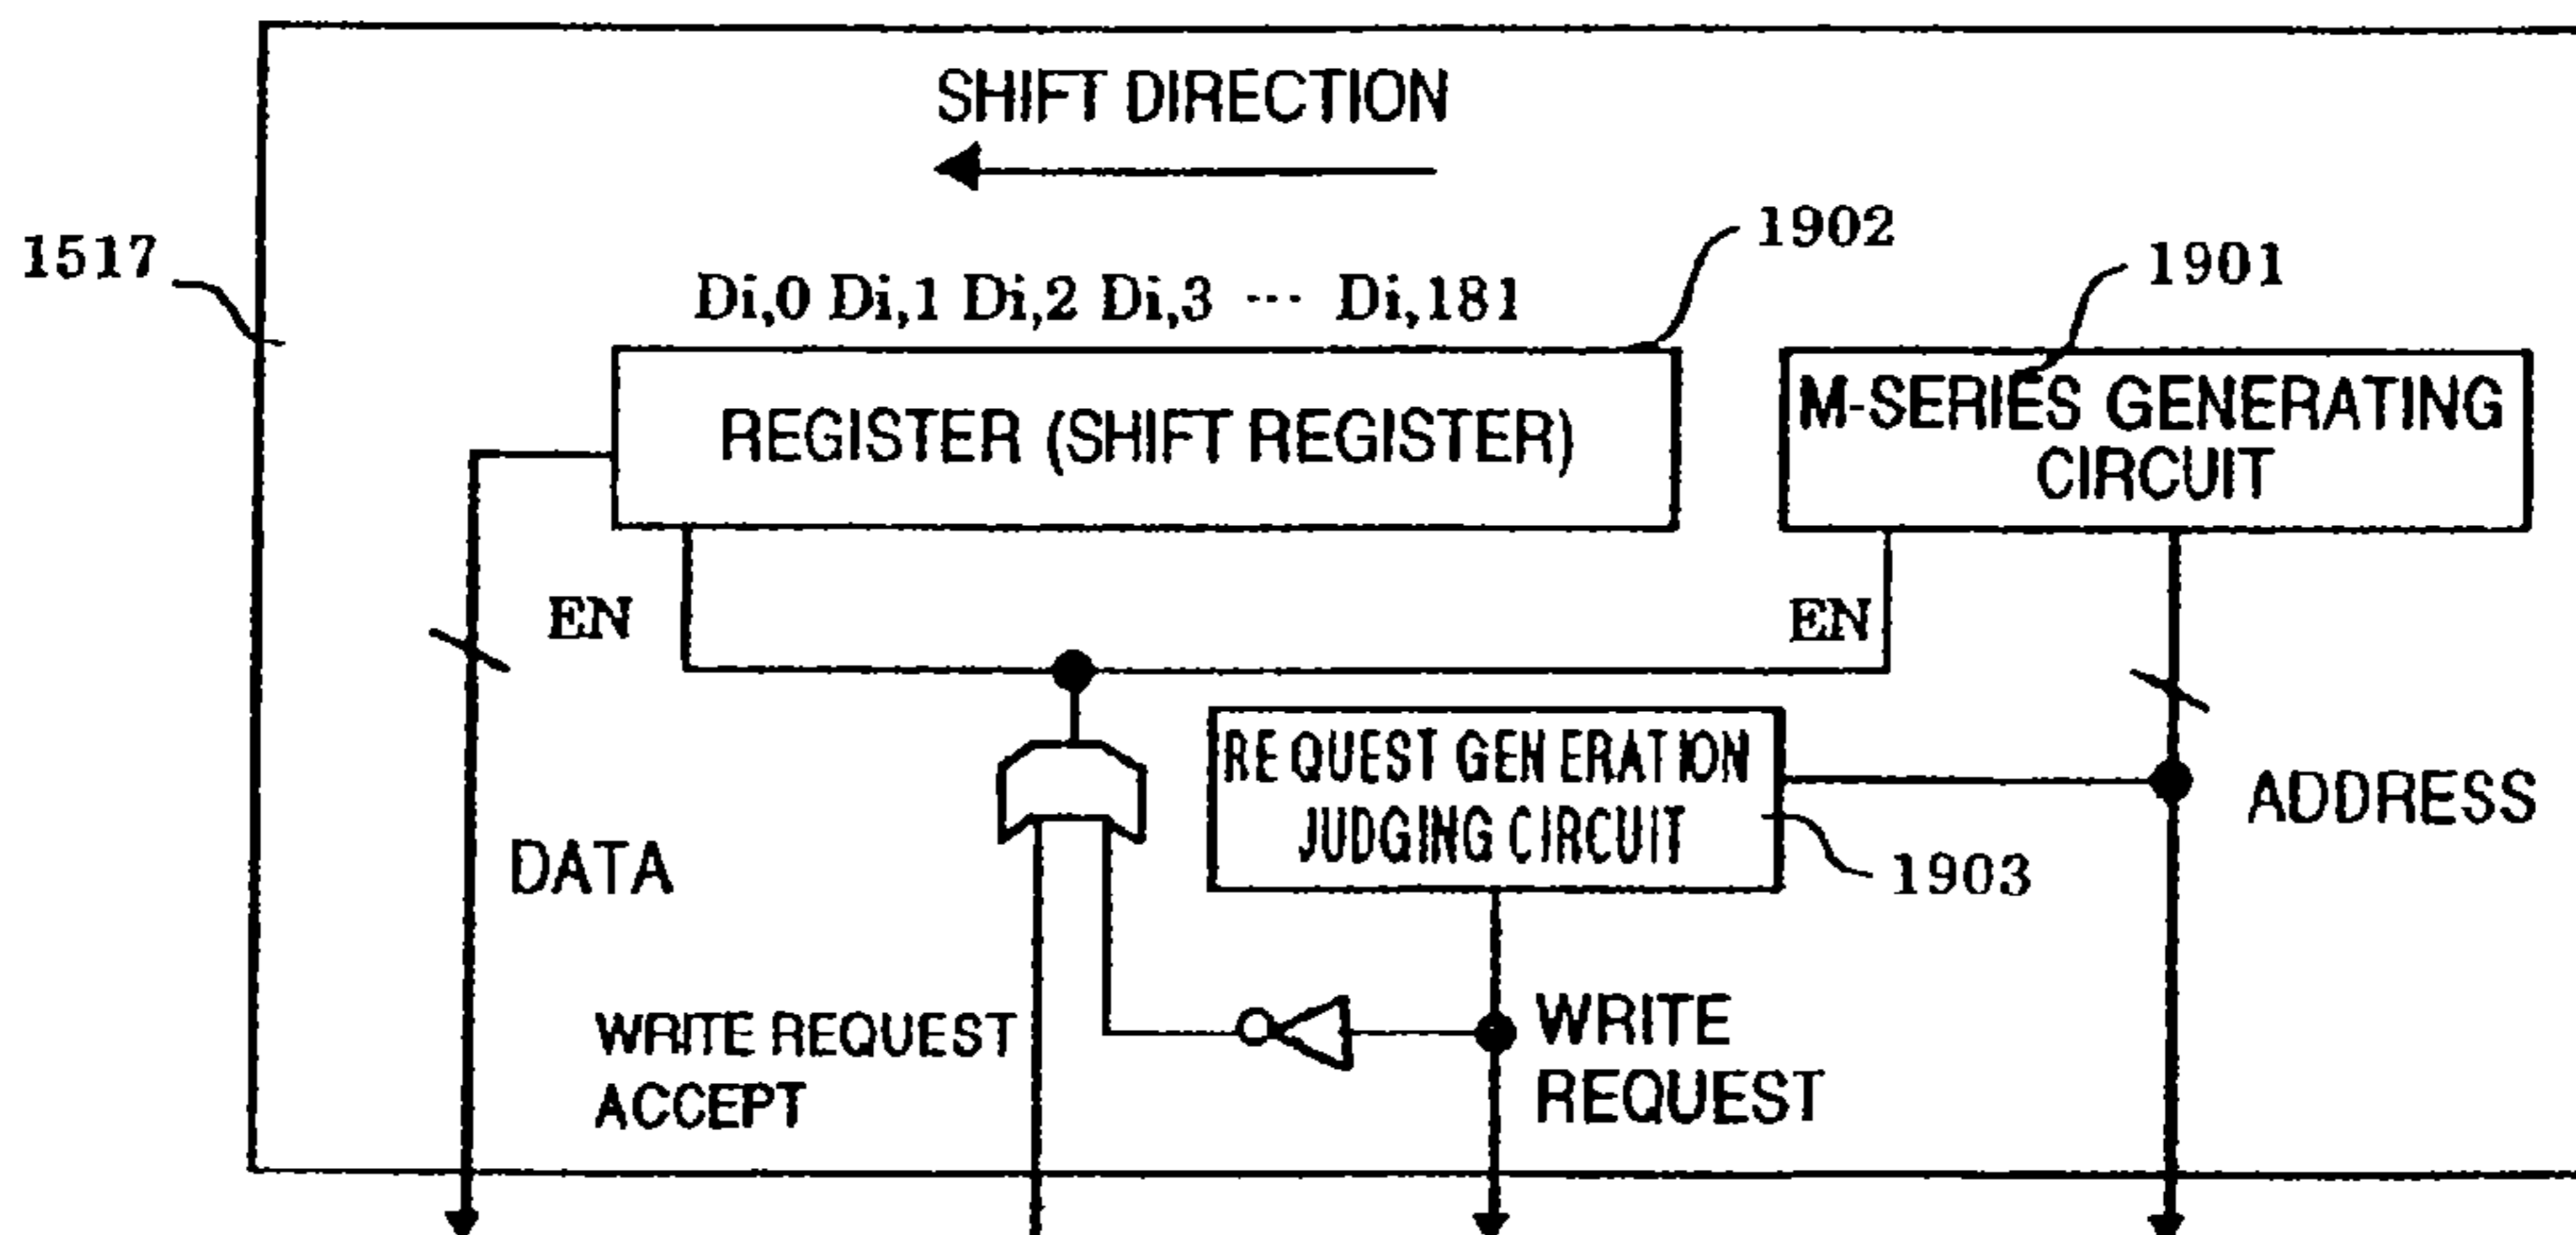 SHIFT DIRECTION
1902
1901
1517
Di,0 Di,1 Di,2 Di,3 ··· Di,181
REGISTER (SHIFT REGISTER)
M-SERIES GENERATING
CIRCUIT
EN
EN
REQUEST GENERATION
JUDGING CIRCUIT
ADDRESS
DATA
1903
WRITE REQUEST
ACCEPT
WRITE
REQUEST